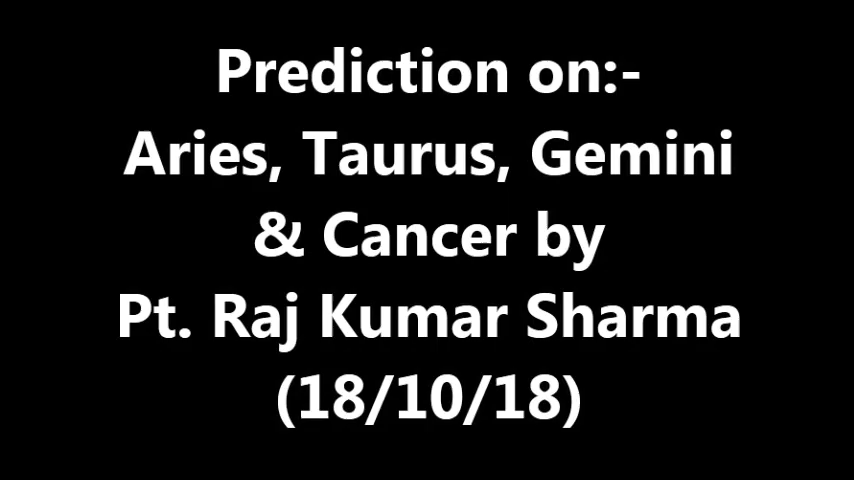 Prediction on:-
Aries, Taurus, Gemini
& Cancer by
Pt. Raj Kumar Sharma
(18/10/18)